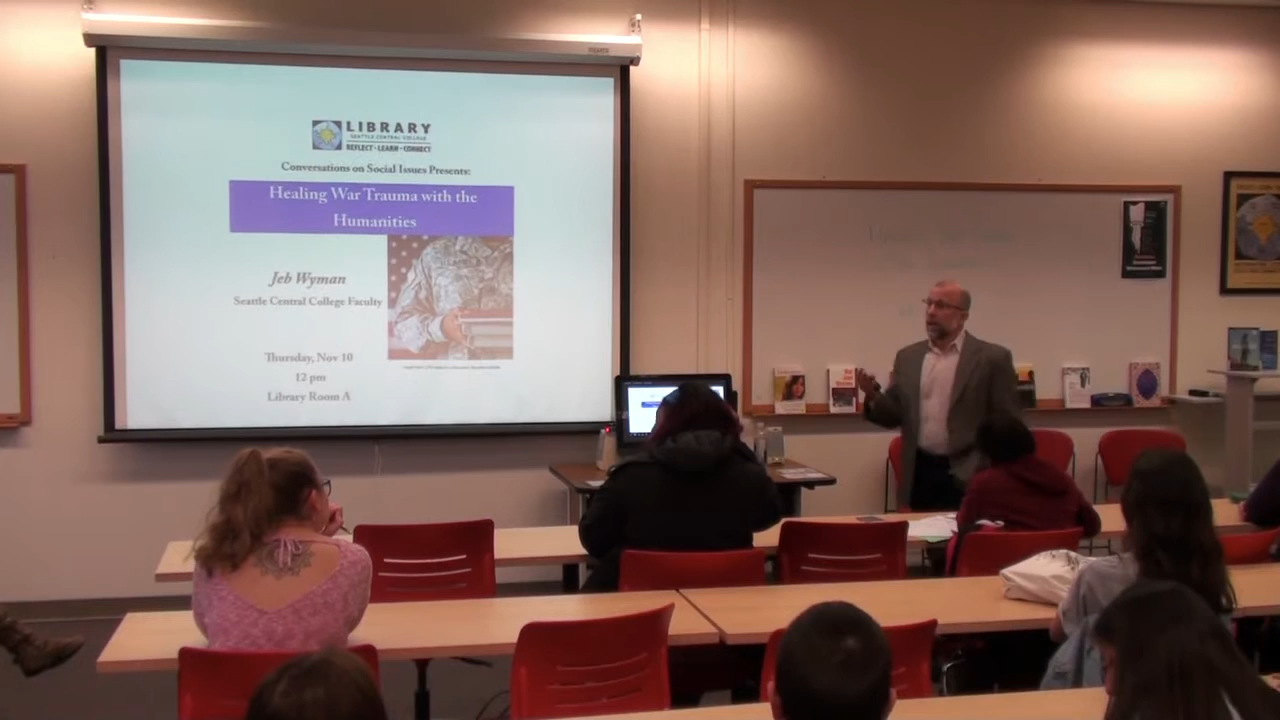 LIBRARY
SEATTLE CENTRAL COLLEGE
REFLECT · LEARN · CONNECT
Conversations on Social Issues Presents:
Healing War Trauma with the
Humanities
Jeb Wyman
Seattle Central College Faculty
Thursday, Nov 10
12 pm
Library Room A